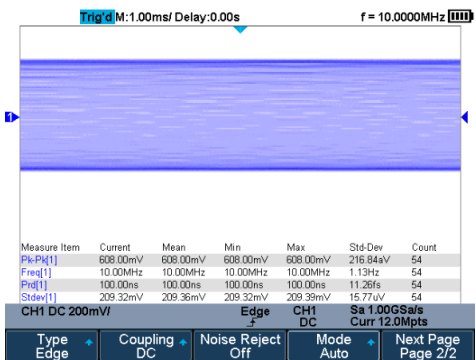 Trig'd M:1.00ms/ Delay:0.00s f = 10.0000MHz
1
Measure Item Current Mean Min Max Std-Dev Count
Pk-Pk[1] 608.00mV 608.00mV 608.00mV 608.00mV 216.84aV 54
Freq[1] 10.00MHz 10.00MHz 10.00MHz 10.00MHz 1.13Hz 54
Prd[1] 100.00ns 100.00ns 100.00ns 100.00ns 11.26fs 54
Stdev[1] 209.32mV 209.36mV 209.32mV 209.39mV 15.77uV 54
CH1 DC 200mV/ Edge CH1 Sa 1.00GSa/s
DC Curr 12.0Mpts
Type Coupling Noise Reject Mode Next Page
Edge DC Off Auto Page 2/2